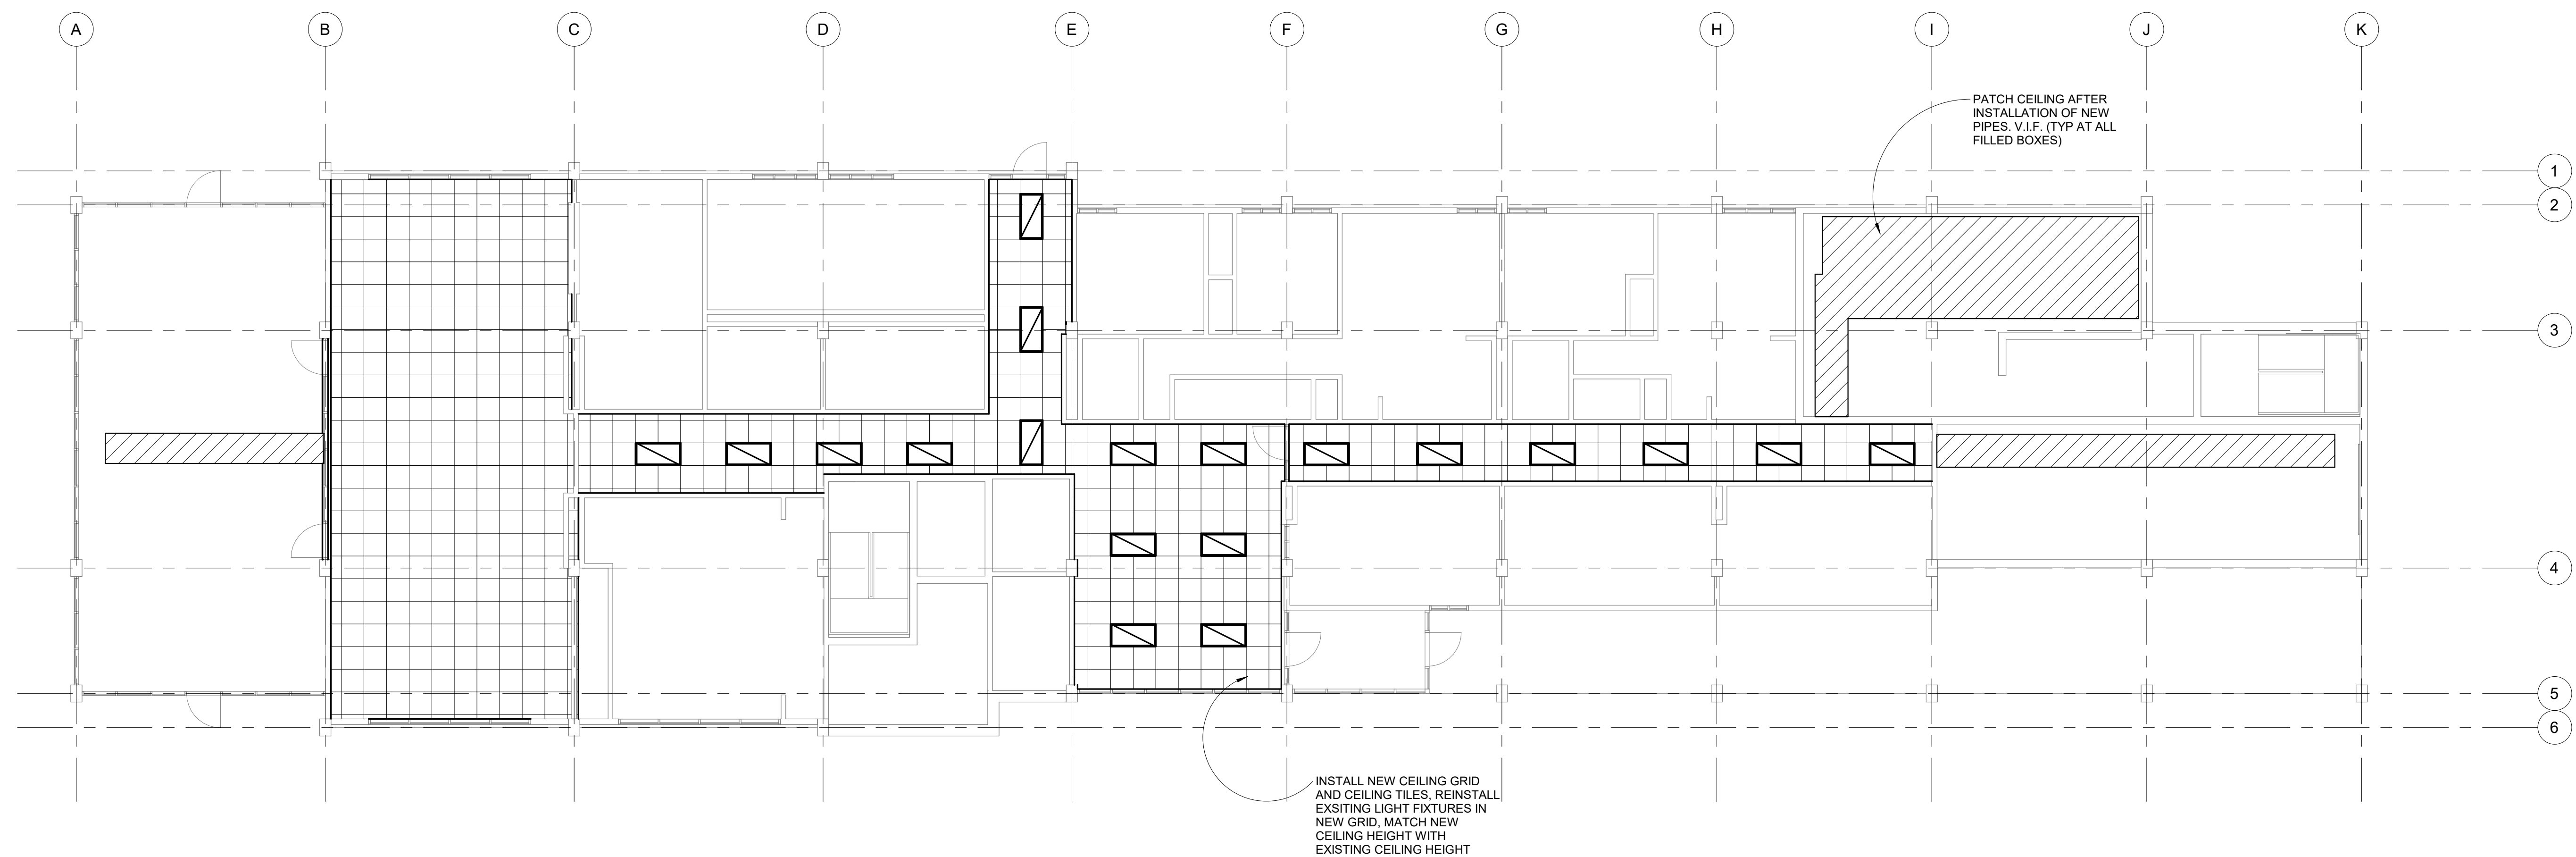 A
B
C
D
E
F
G
H
I
J
K
PATCH CEILING AFTER
INSTALLATION OF NEW
PIPES. V.I.F. (TYP AT ALL
FILLED BOXES)
1
2
3
4
5
6
INSTALL NEW CEILING GRID
AND CEILING TILES, REINSTALL
EXSITING LIGHT FIXTURES IN
NEW GRID, MATCH NEW
CEILING HEIGHT WITH
EXISTING CEILING HEIGHT